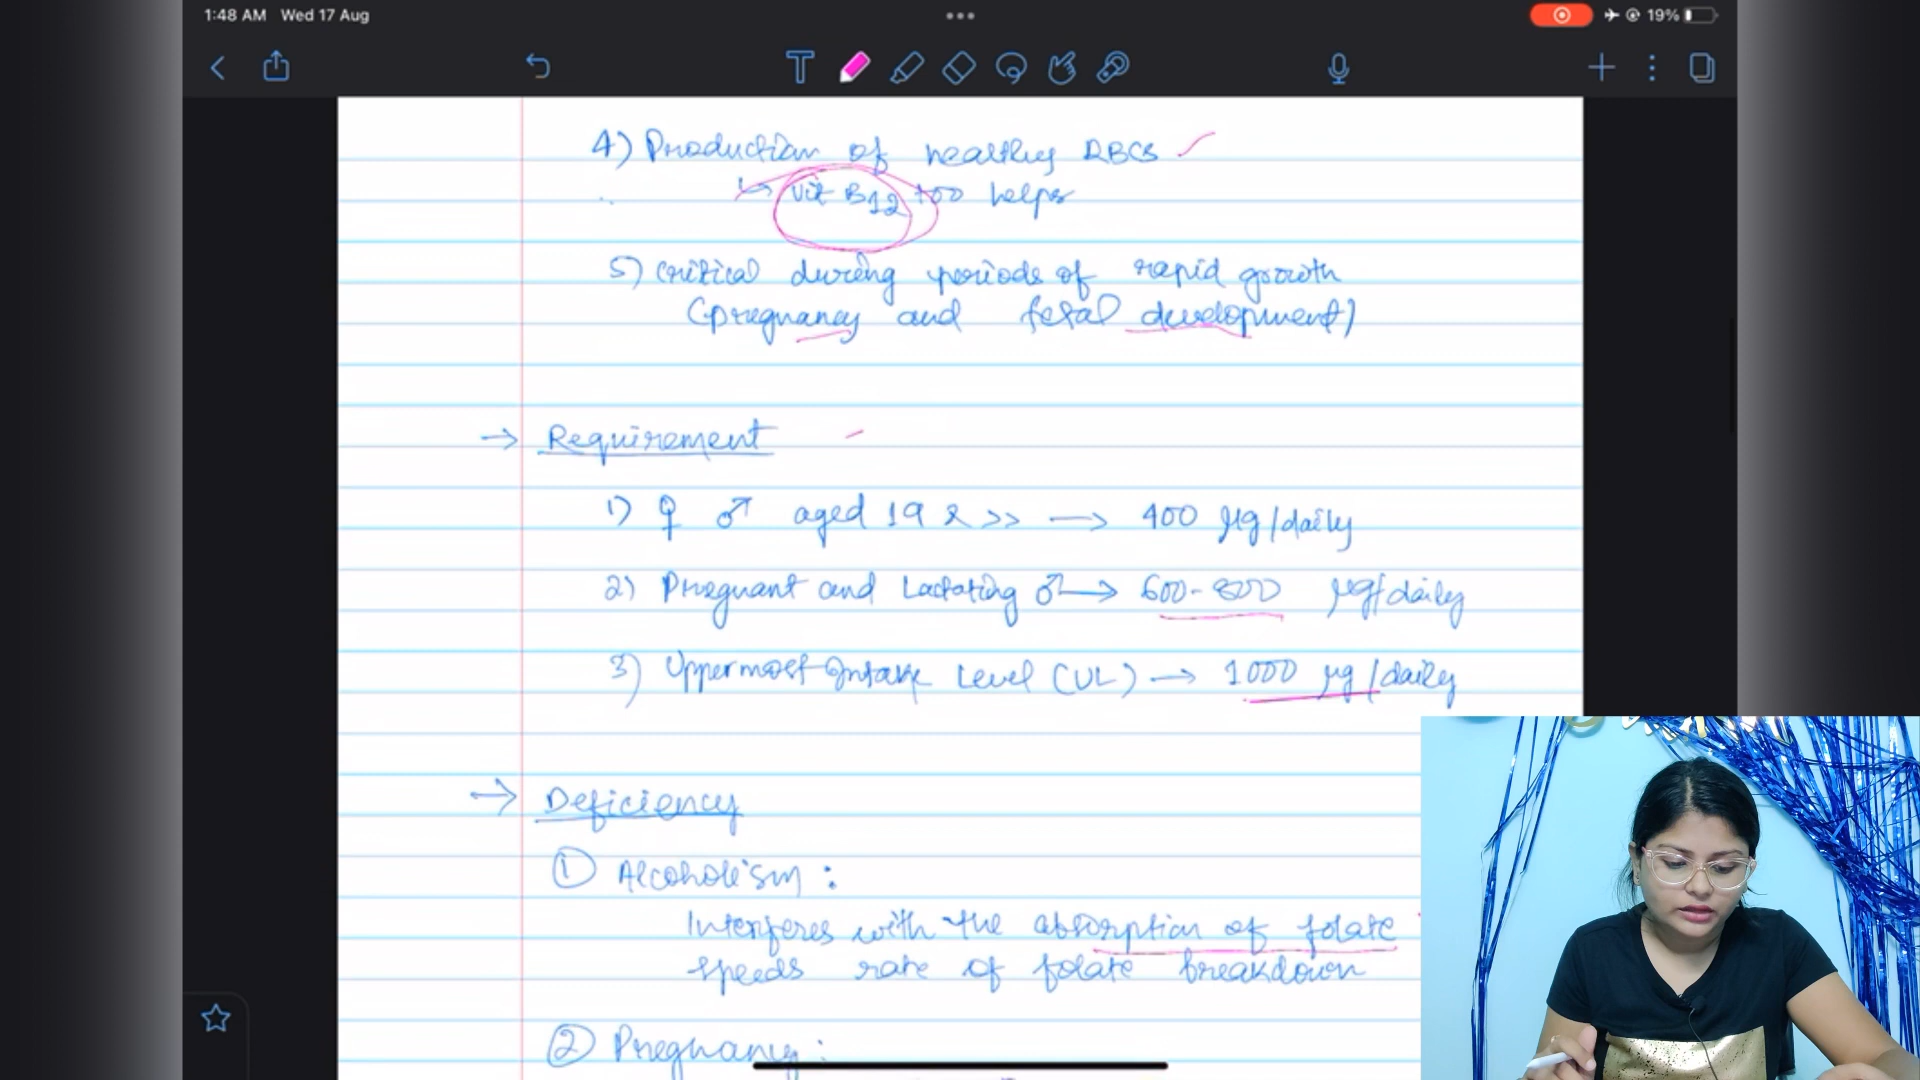 1:48 AM Wed 17 Aug
19%
4) Production of healthy RBCs
↳ Vit B12 too helps
5) Critical during periods of rapid growth
(pregnancy and fetal development)
→ Requirement
1) ♀ ♂ aged 19 & >> → 400 µg/daily
2) Pregnant and Lactating ♂ → 600-800 µg/daily
3) Uppermost Intake Level (UL) → 1000 µg/daily
→ Deficiency
① Alcoholism :
Interferes with the absorption of folate
speeds rate of folate breakdown
② Pregnancy :